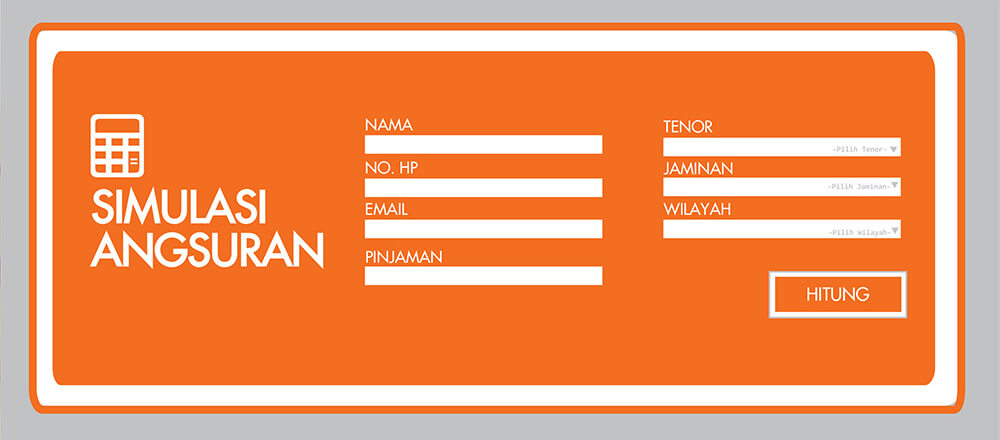 SIMULASI
ANGSURAN
NAMA
NO. HP
EMAIL
PINJAMAN
TENOR
-Pilih Tenor-
JAMINAN
-Pilih Jaminan-
WILAYAH
-Pilih Wilayah-
HITUNG